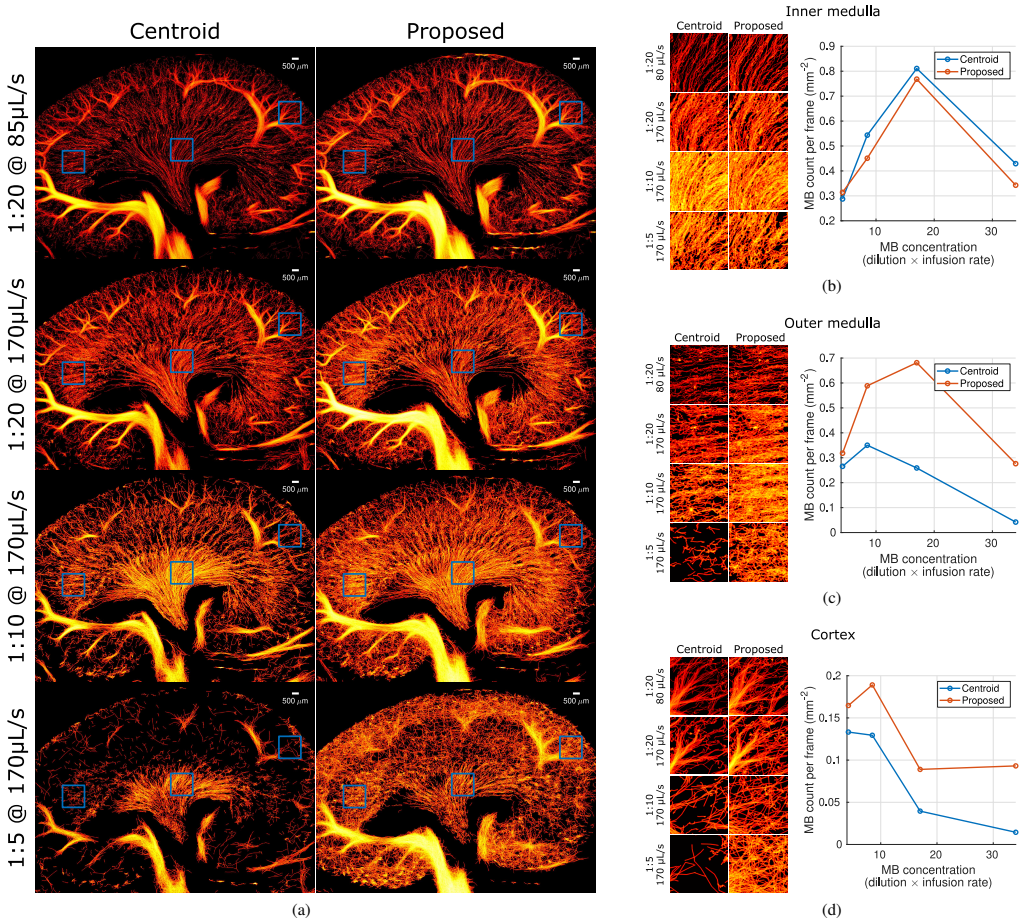 Centroid Proposed
1:20 @ 85µL/s
500 µm
500 µm
1:20 @ 170µL/s
500 µm
500 µm
1:10 @ 170µL/s
500 µm
500 µm
1:5 @ 170µL/s
500 µm
500 µm
(a)
Inner medulla
Centroid Proposed
1:20
80 µL/s
1:20
170 µL/s
1:10
170 µL/s
1:5
170 µL/s
MB count per frame (mm⁻²)
0.9
0.8
0.7
0.6
0.5
0.4
0.3
0.2
Centroid
Proposed
10 20 30
MB concentration
(dilution × infusion rate)
(b)
Outer medulla
Centroid Proposed
1:20
80 µL/s
1:20
170 µL/s
1:10
170 µL/s
1:5
170 µL/s
MB count per frame (mm⁻²)
0.7
0.6
0.5
0.4
0.3
0.2
0.1
0
Centroid
Proposed
10 20 30
MB concentration
(dilution × infusion rate)
(c)
Cortex
Centroid Proposed
1:20
80 µL/s
1:20
170 µL/s
1:10
170 µL/s
1:5
170 µL/s
MB count per frame (mm⁻²)
0.2
0.15
0.1
0.05
0
Centroid
Proposed
10 20 30
MB concentration
(dilution × infusion rate)
(d)